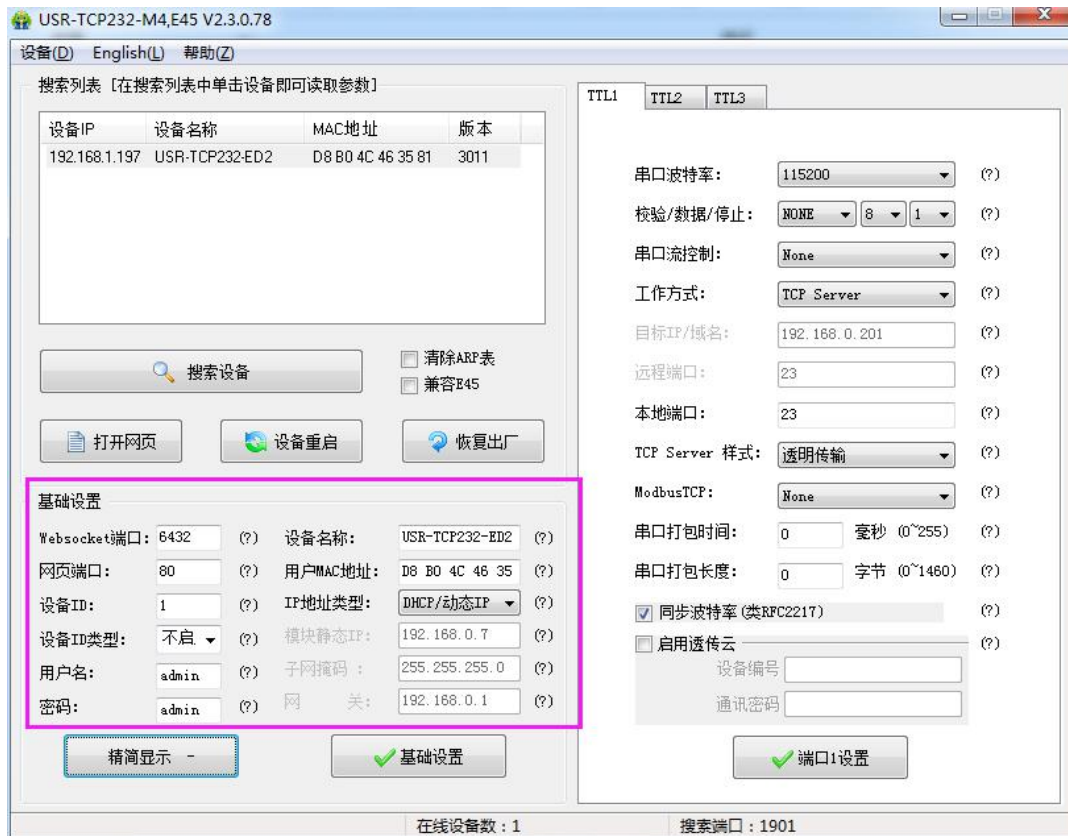 USR-TCP232-M4,E45 V2.3.0.78
设备(D) English(L) 帮助(Z)
搜索列表 [在搜索列表中单击设备即可读取参数]
设备IP 设备名称 MAC地址 版本
192.168.1.197 USR-TCP232-ED2 D8 B0 4C 46 35 81 3011
搜索设备
清除ARP表
兼容E45
打开网页 设备重启 恢复出厂
基础设置
Websocket端口: 6432 (?) 设备名称: USR-TCP232-ED2 (?)
网页端口: 80 (?) 用户MAC地址: D8 B0 4C 46 35 (?)
设备ID: 1 (?) IP地址类型: DHCP/动态IP (?)
设备ID类型: 不启 (?) 模块静态IP: 192.168.0.7 (?)
用户名: admin (?) 子网掩码 : 255.255.255.0 (?)
密码: admin (?) 网 关: 192.168.0.1 (?)
精简显示 - 基础设置
TTL1 TTL2 TTL3
串口波特率: 115200 (?)
校验/数据/停止: NONE 8 1 (?)
串口流控制: None (?)
工作方式: TCP Server (?)
目标IP/域名: 192.168.0.201 (?)
远程端口: 23 (?)
本地端口: 23 (?)
TCP Server 样式: 透明传输 (?)
ModbusTCP: None (?)
串口打包时间: 0 毫秒 (0~255) (?)
串口打包长度: 0 字节 (0~1460) (?)
同步波特率(类RFC2217) (?)
启用透传云 (?)
设备编号
通讯密码
端口1设置
在线设备数:1 搜索端口:1901